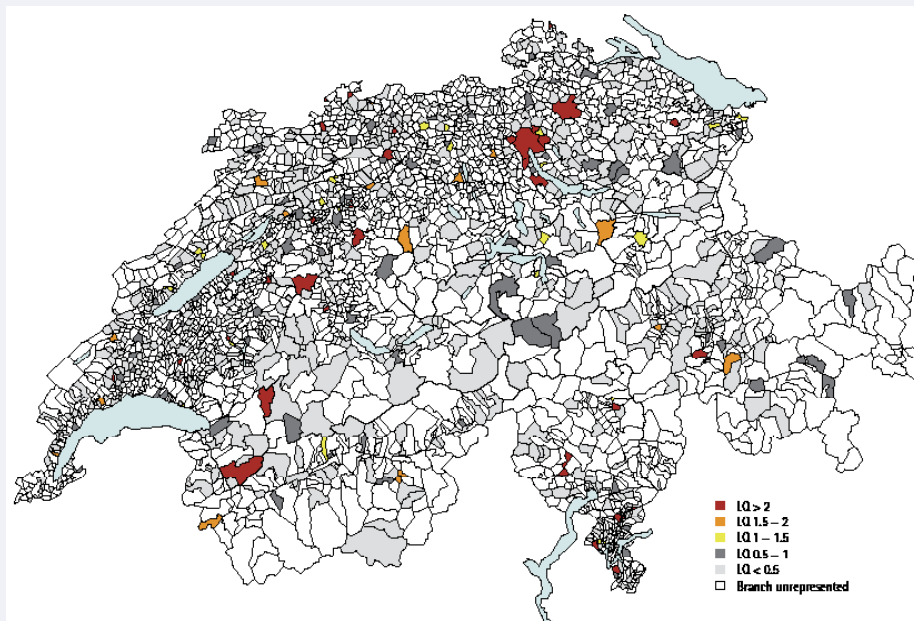 LQ > 2
LQ 1.5 – 2
LQ 1 – 1.5
LQ 0.5 – 1
LQ < 0.5
Branch unrepresented